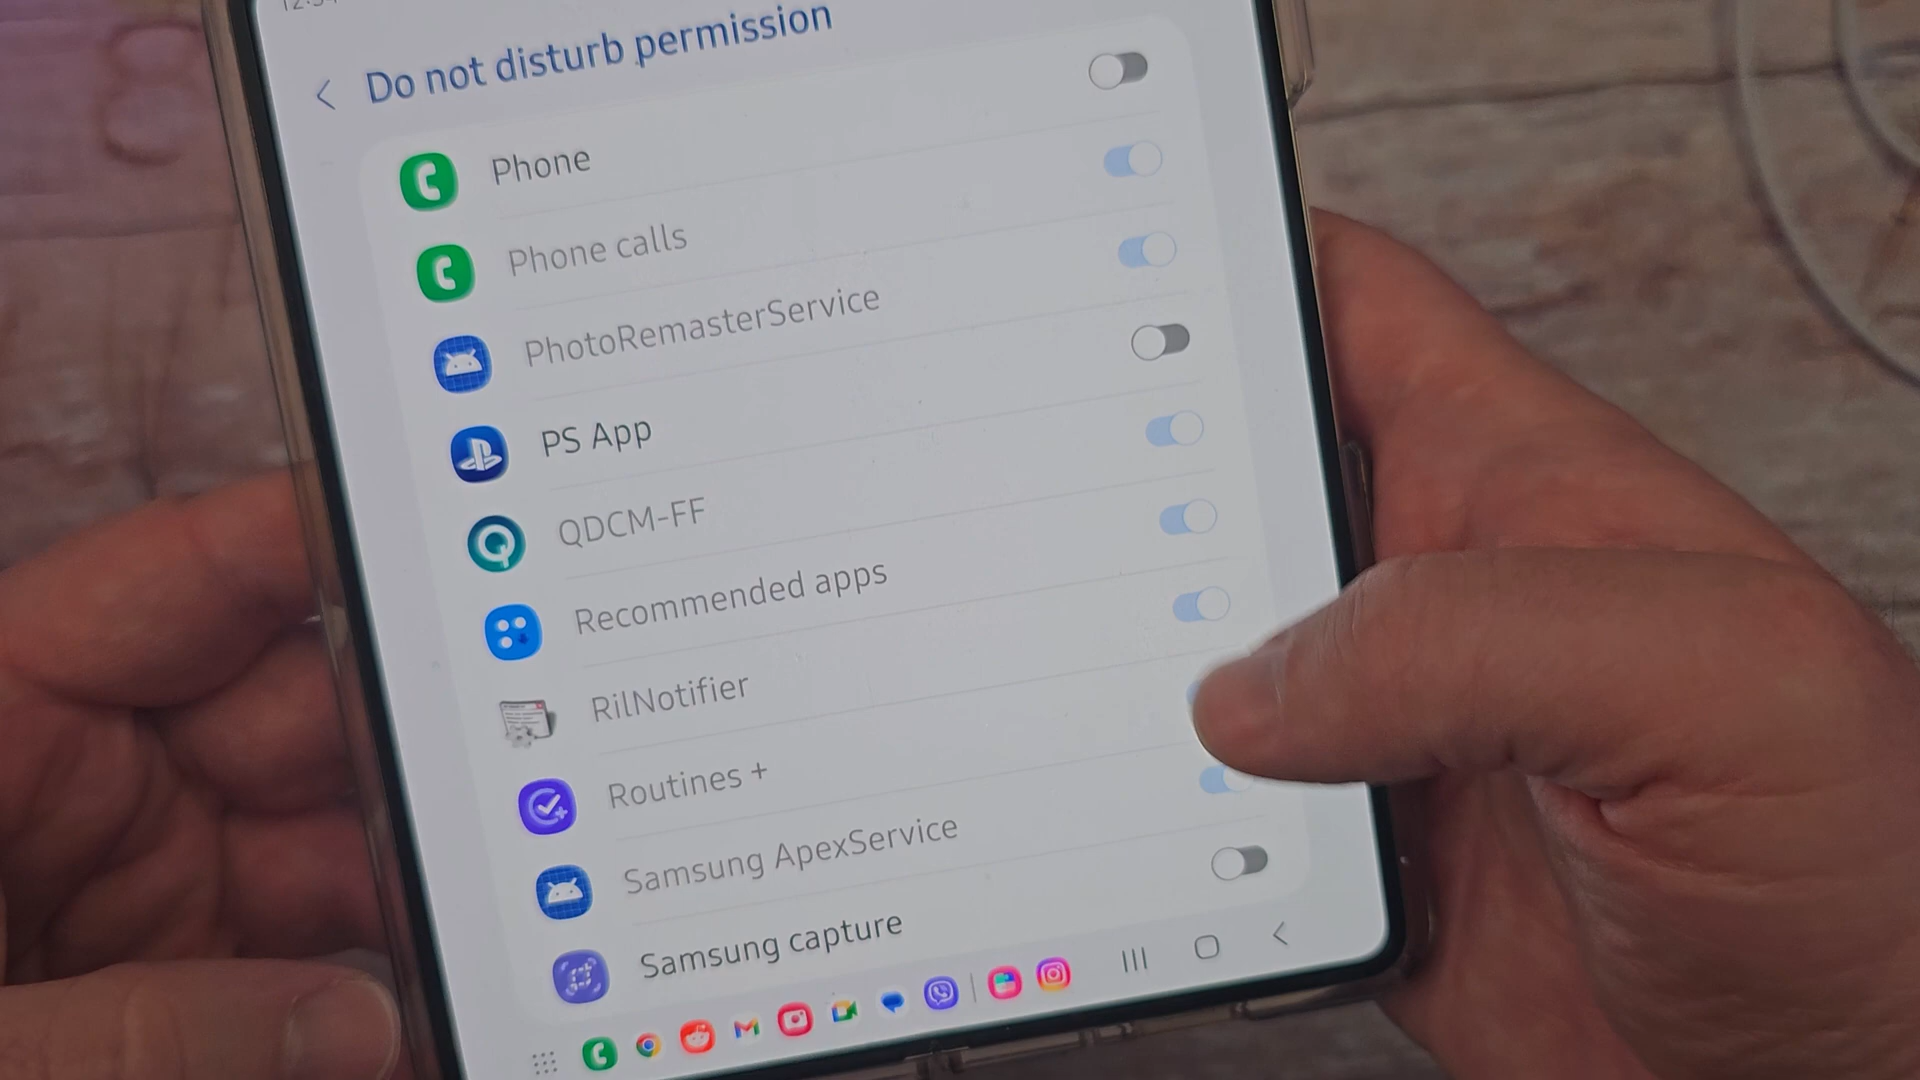 Do not disturb permission
Phone
Phone calls
PhotoRemasterService
PS App
QDCM-FF
Recommended apps
RilNotifier
Routines +
Samsung ApexService
Samsung capture